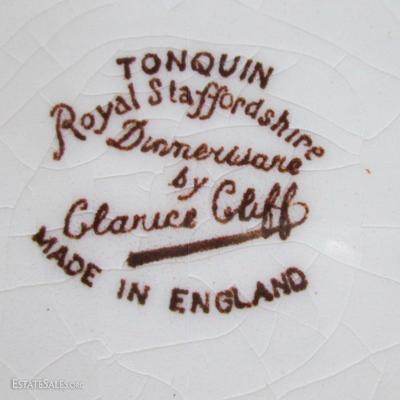 TONQUIN
Royal Staffordshire
Dinnerware
by
Clarice Cliff
MADE IN ENGLAND
ESTATESALES.ORG